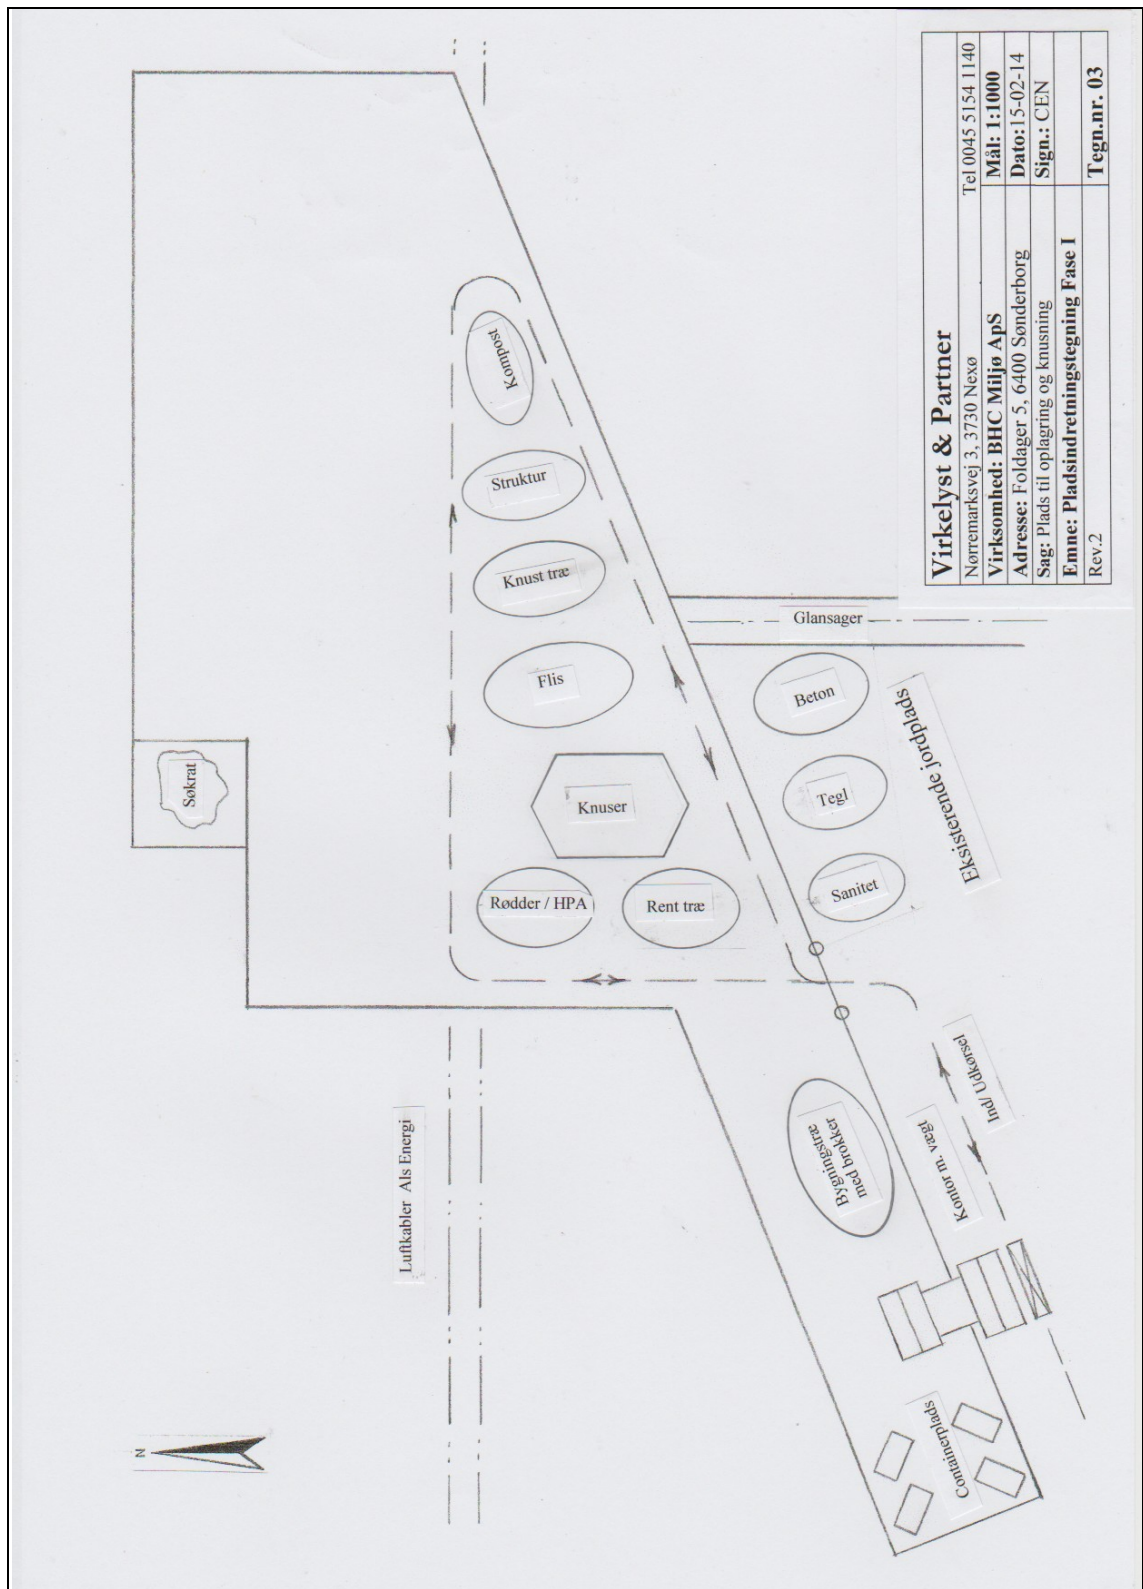 Virkelyst & Partner
Nørremarksvej 3, 3730 Nexø Tel 0045 5154 1140
Virksomhed: BHC Miljø ApS Mål: 1:1000
Adresse: Foldager 5, 6400 Sønderborg Dato:15-02-14
Sag: Plads til oplagring og knusning Sign.: CEN
Emne: Pladsindretningstegning Fase I
Rev.2 Tegn.nr. 03
Kompost
Struktur
Knust træ
Flis
Glansager
Søkrat
Knuser
Beton
Tegl
Sanitet
Eksisterende jordplads
Rødder / HPA
Rent træ
Luftkabler Als Energi
Bygningstræ
med brokker
Ind/ Udkørsel
Kontor m. vægt
Containerplads
N